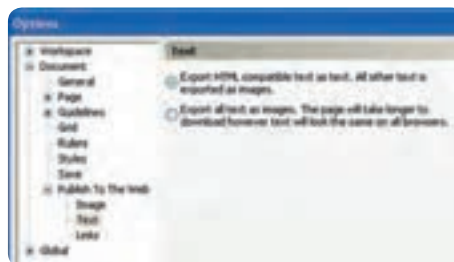 Options
Workspace
Document
General
Page
Guidelines
Grid
Rulers
Styles
Save
Publish To The Web
Image
Text
Links
Global
Text
Export HTML compatible text as text. All other text is
exported as images.
Export all text as images. The page will take longer to
download however text will look the same on all browsers.